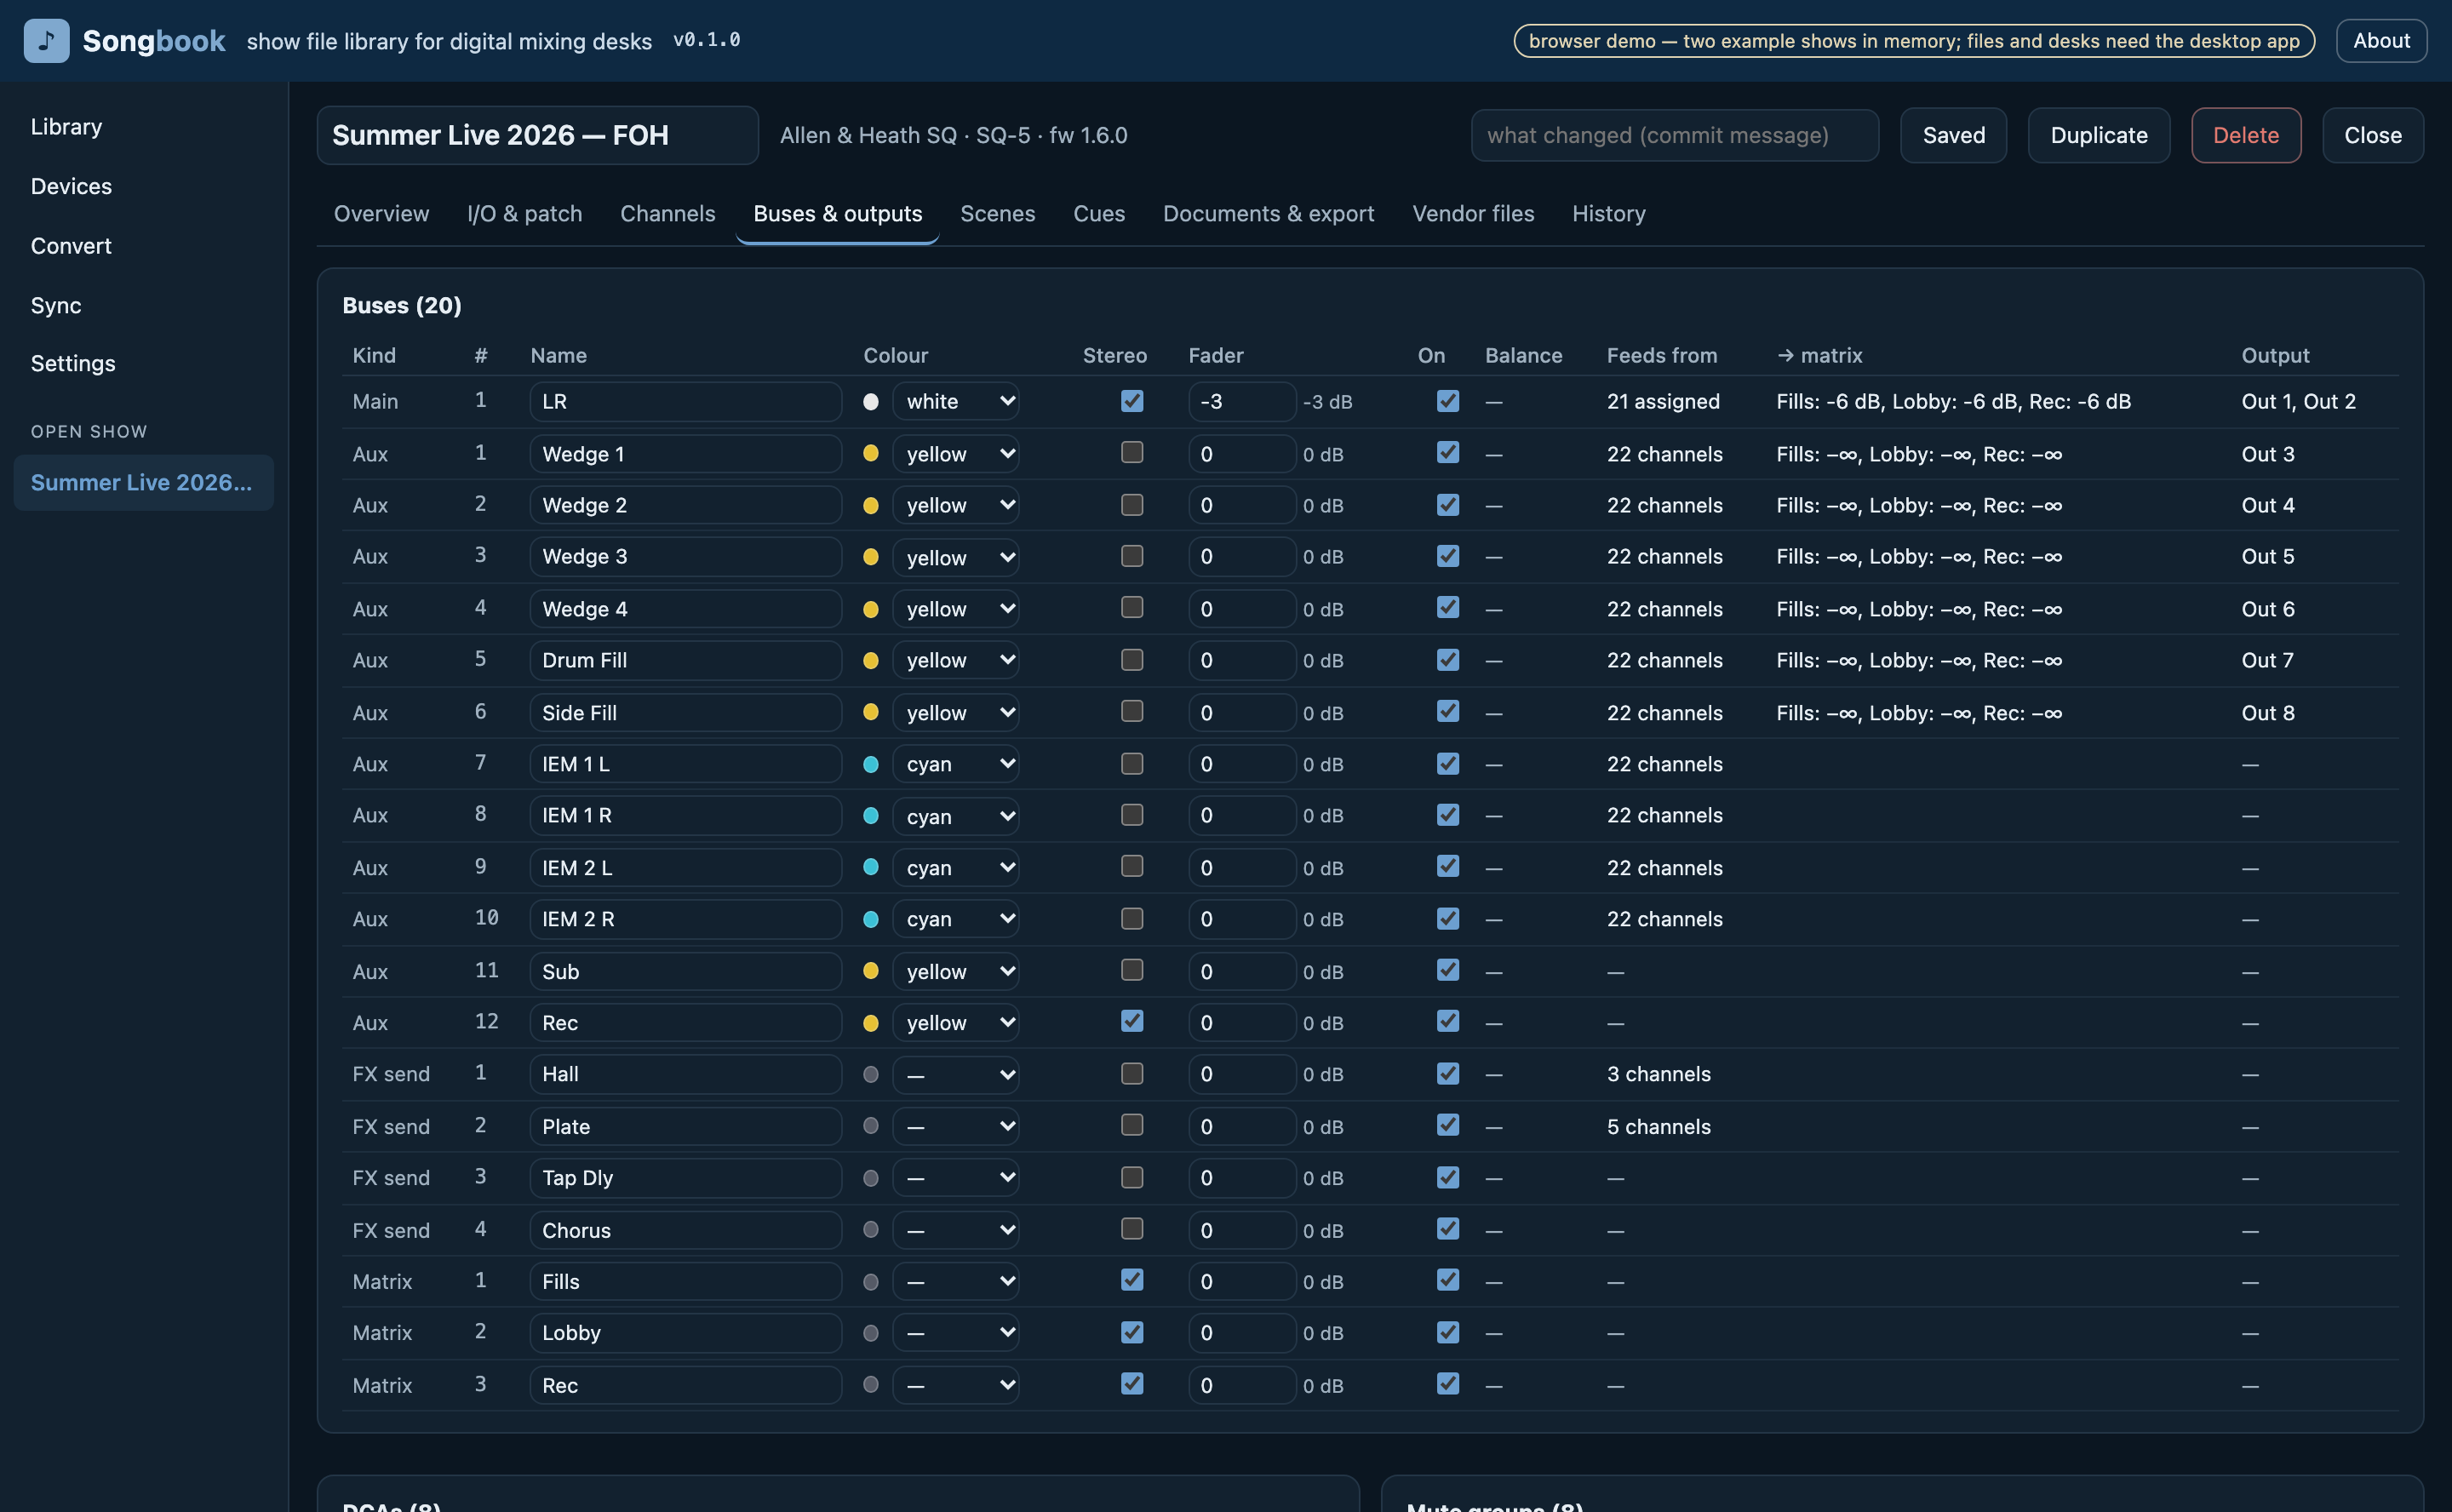 ♪ Songbook show file library for digital mixing desks v0.1.0 browser demo — two example shows in memory; files and desks need the desktop app About
Library
Devices
Convert
Sync
Settings
OPEN SHOW
Summer Live 2026...
Summer Live 2026 — FOH Allen & Heath SQ · SQ-5 · fw 1.6.0 what changed (commit message) Saved Duplicate Delete Close
Overview I/O & patch Channels Buses & outputs Scenes Cues Documents & export Vendor files History
Buses (20)
Kind # Name Colour Stereo Fader On Balance Feeds from → matrix Output
Main 1 LR white -3 -3 dB — 21 assigned Fills: -6 dB, Lobby: -6 dB, Rec: -6 dB Out 1, Out 2
Aux 1 Wedge 1 yellow 0 0 dB — 22 channels Fills: −∞, Lobby: −∞, Rec: −∞ Out 3
Aux 2 Wedge 2 yellow 0 0 dB — 22 channels Fills: −∞, Lobby: −∞, Rec: −∞ Out 4
Aux 3 Wedge 3 yellow 0 0 dB — 22 channels Fills: −∞, Lobby: −∞, Rec: −∞ Out 5
Aux 4 Wedge 4 yellow 0 0 dB — 22 channels Fills: −∞, Lobby: −∞, Rec: −∞ Out 6
Aux 5 Drum Fill yellow 0 0 dB — 22 channels Fills: −∞, Lobby: −∞, Rec: −∞ Out 7
Aux 6 Side Fill yellow 0 0 dB — 22 channels Fills: −∞, Lobby: −∞, Rec: −∞ Out 8
Aux 7 IEM 1 L cyan 0 0 dB — 22 channels —
Aux 8 IEM 1 R cyan 0 0 dB — 22 channels —
Aux 9 IEM 2 L cyan 0 0 dB — 22 channels —
Aux 10 IEM 2 R cyan 0 0 dB — 22 channels —
Aux 11 Sub yellow 0 0 dB — — —
Aux 12 Rec yellow 0 0 dB — — —
FX send 1 Hall — 0 0 dB — 3 channels —
FX send 2 Plate — 0 0 dB — 5 channels —
FX send 3 Tap Dly — 0 0 dB — — —
FX send 4 Chorus — 0 0 dB — — —
Matrix 1 Fills — 0 0 dB — — —
Matrix 2 Lobby — 0 0 dB — — —
Matrix 3 Rec — 0 0 dB — — —
DCAs (8) Mute groups (8)